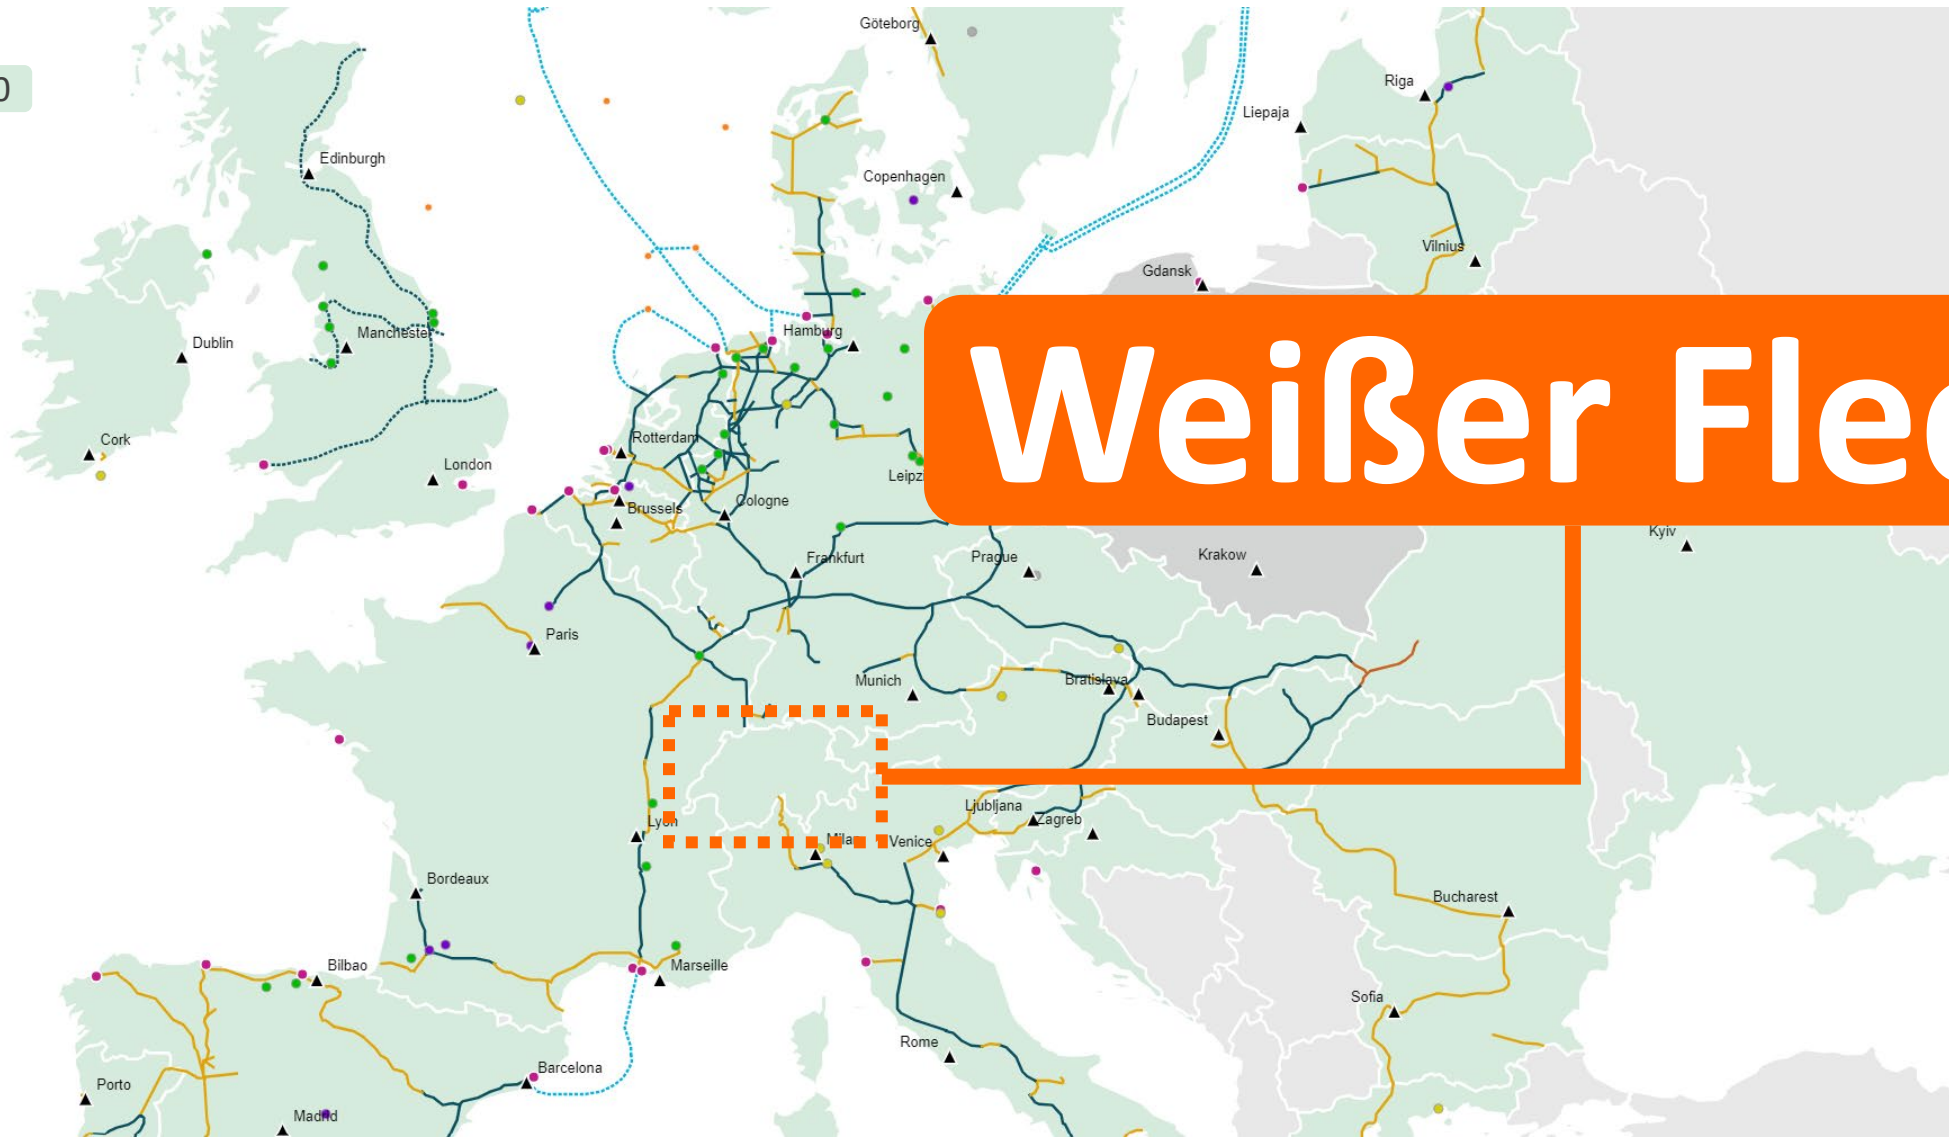 Göteborg
0
Riga
Liepaja
Edinburgh
Copenhagen
Vilnius
Gdansk
Hamburg
Manchester
Dublin
Weißer Flec
Rotterdam
Cork
London
Leipz
Cologne
Brussels
Kyiv
Krakow
Prague
Frankfurt
Paris
Munich
Bratislava
Budapest
Ljubljana
Zagreb
Lyon
Milan
Venice
Bordeaux
Bucharest
Bilbao
Marseille
Sofia
Rome
Barcelona
Porto
Madrid